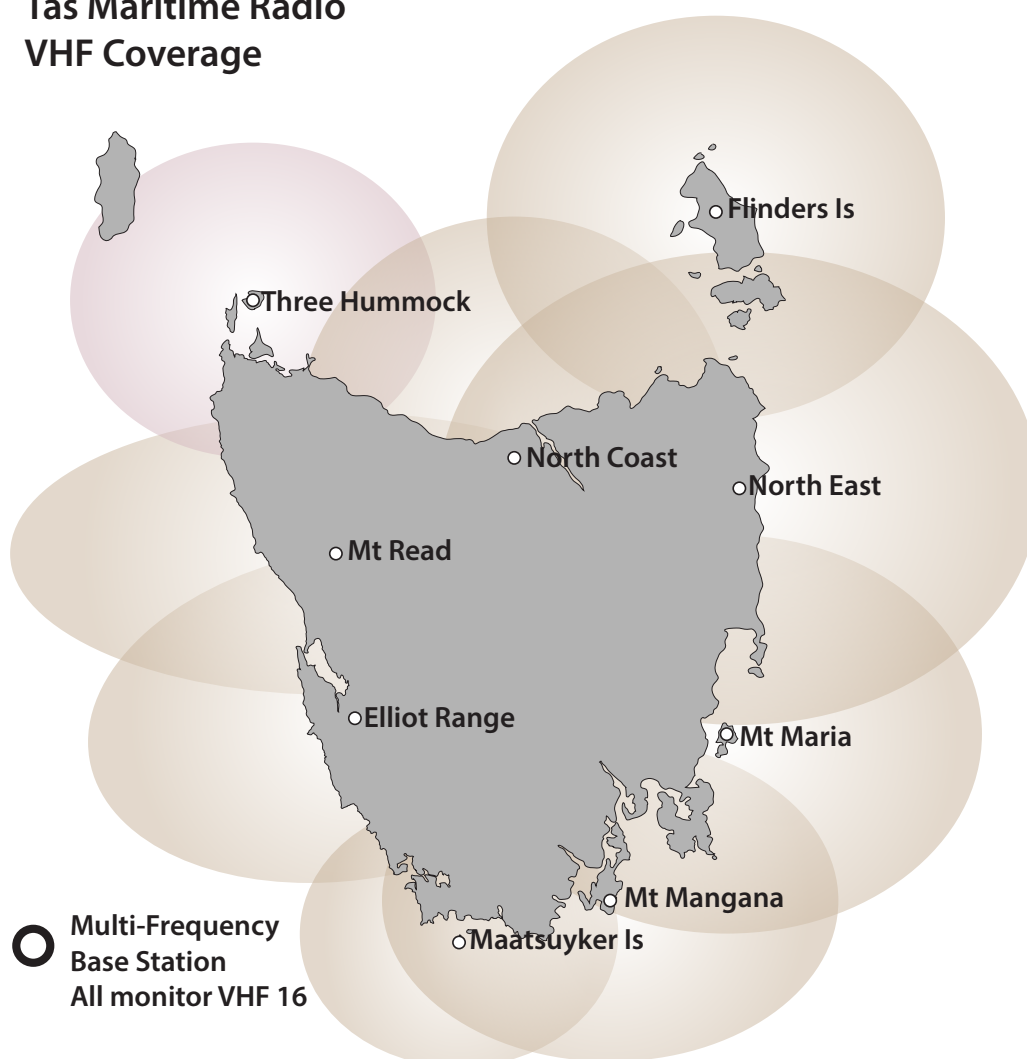 Tas Maritime Radio
VHF Coverage
Flinders Is
Three Hummock
North Coast
North East
Mt Read
Elliot Range
Mt Maria
Mt Mangana
Maatsuyker Is
Multi-Frequency
Base Station
All monitor VHF 16